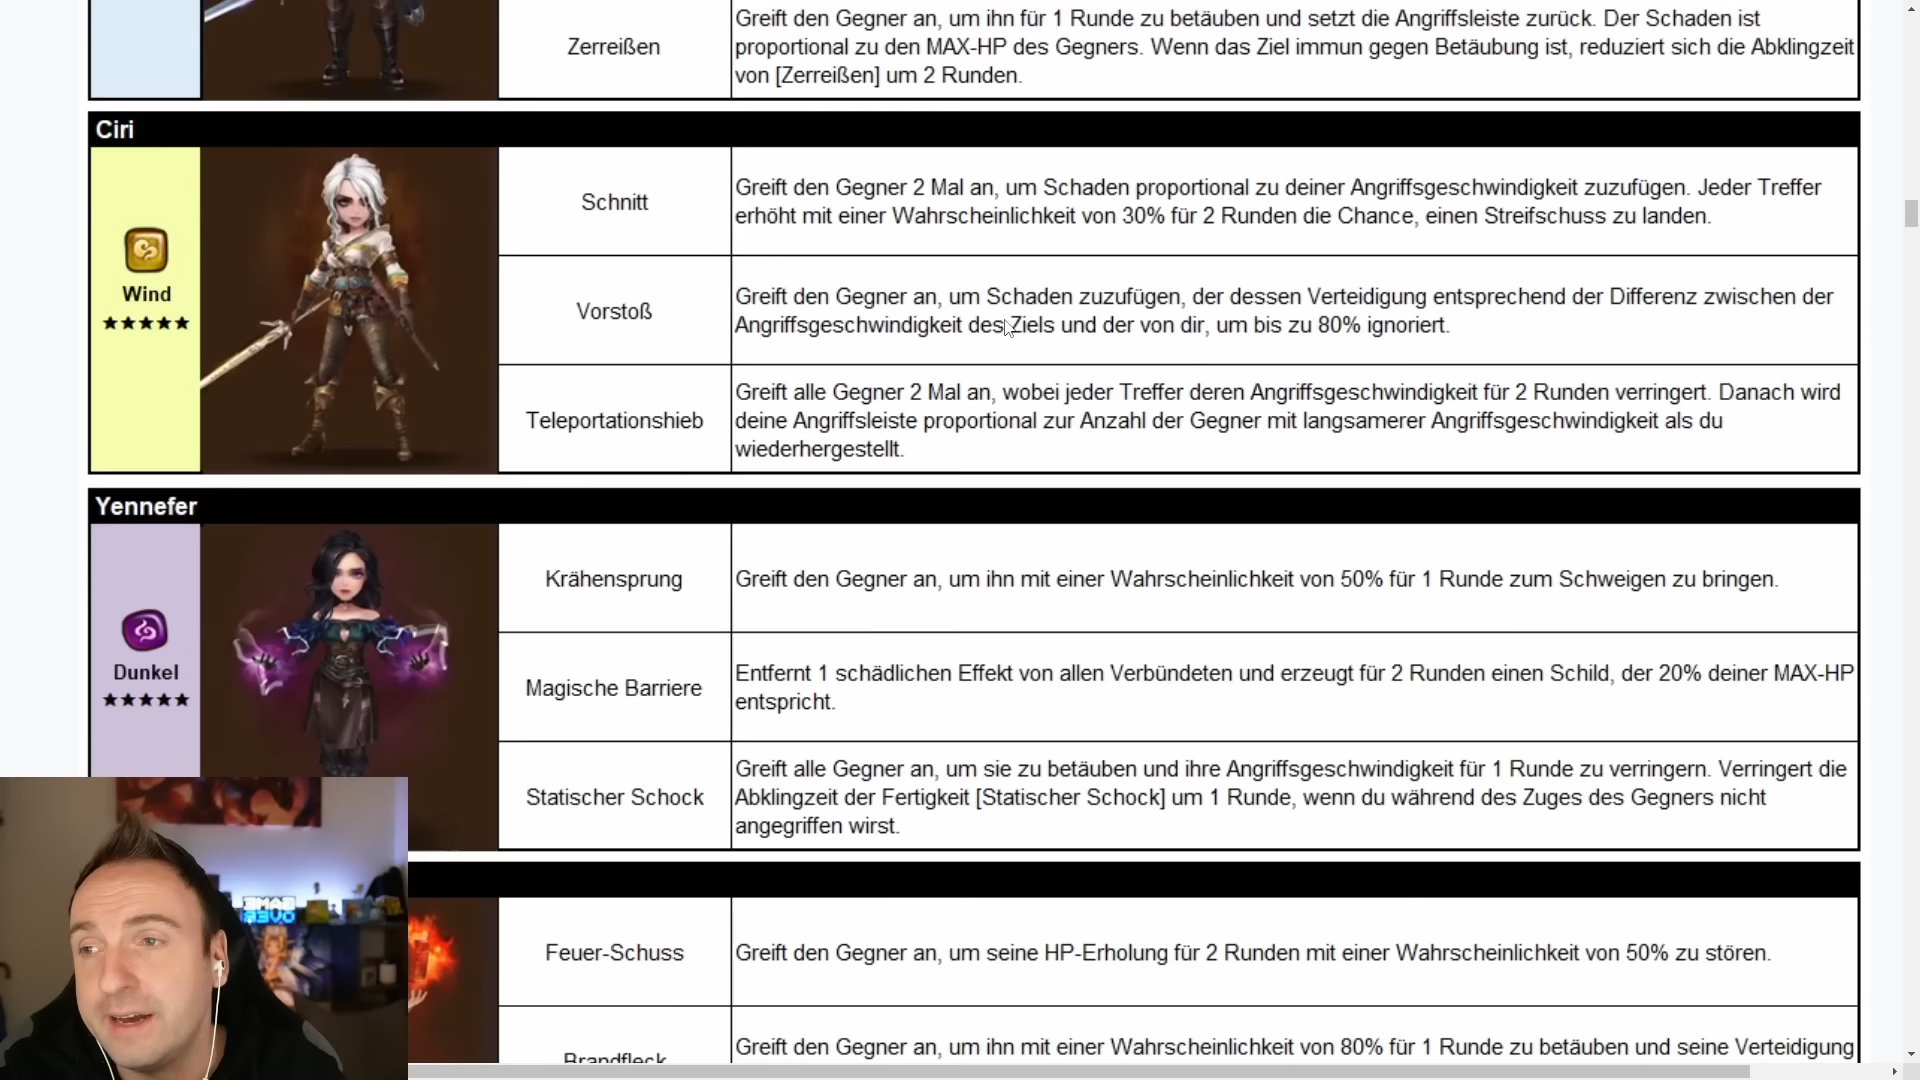 Greift den Gegner an, um ihn für 1 Runde zu betäuben und setzt die Angriffsleiste zurück. Der Schaden ist
Zerreißen
proportional zu den MAX-HP des Gegners. Wenn das Ziel immun gegen Betäubung ist, reduziert sich die Abklingzeit
von [Zerreißen] um 2 Runden.
Ciri
Wind
★★★★★
Schnitt
Greift den Gegner 2 Mal an, um Schaden proportional zu deiner Angriffsgeschwindigkeit zuzufügen. Jeder Treffer
erhöht mit einer Wahrscheinlichkeit von 30% für 2 Runden die Chance, einen Streifschuss zu landen.
Vorstoß
Greift den Gegner an, um Schaden zuzufügen, der dessen Verteidigung entsprechend der Differenz zwischen der
Angriffsgeschwindigkeit des Ziels und der von dir, um bis zu 80% ignoriert.
Teleportationshieb
Greift alle Gegner 2 Mal an, wobei jeder Treffer deren Angriffsgeschwindigkeit für 2 Runden verringert. Danach wird
deine Angriffsleiste proportional zur Anzahl der Gegner mit langsamerer Angriffsgeschwindigkeit als du
wiederhergestellt.
Yennefer
Dunkel
★★★★★
Krähensprung
Greift den Gegner an, um ihn mit einer Wahrscheinlichkeit von 50% für 1 Runde zum Schweigen zu bringen.
Magische Barriere
Entfernt 1 schädlichen Effekt von allen Verbündeten und erzeugt für 2 Runden einen Schild, der 20% deiner MAX-HP
entspricht.
Statischer Schock
Greift alle Gegner an, um sie zu betäuben und ihre Angriffsgeschwindigkeit für 1 Runde zu verringern. Verringert die
Abklingzeit der Fertigkeit [Statischer Schock] um 1 Runde, wenn du während des Zuges des Gegners nicht
angegriffen wirst.
Feuer-Schuss
Greift den Gegner an, um seine HP-Erholung für 2 Runden mit einer Wahrscheinlichkeit von 50% zu stören.
Brandfleck
Greift den Gegner an, um ihn mit einer Wahrscheinlichkeit von 80% für 1 Runde zu betäuben und seine Verteidigung
GAME
OVER